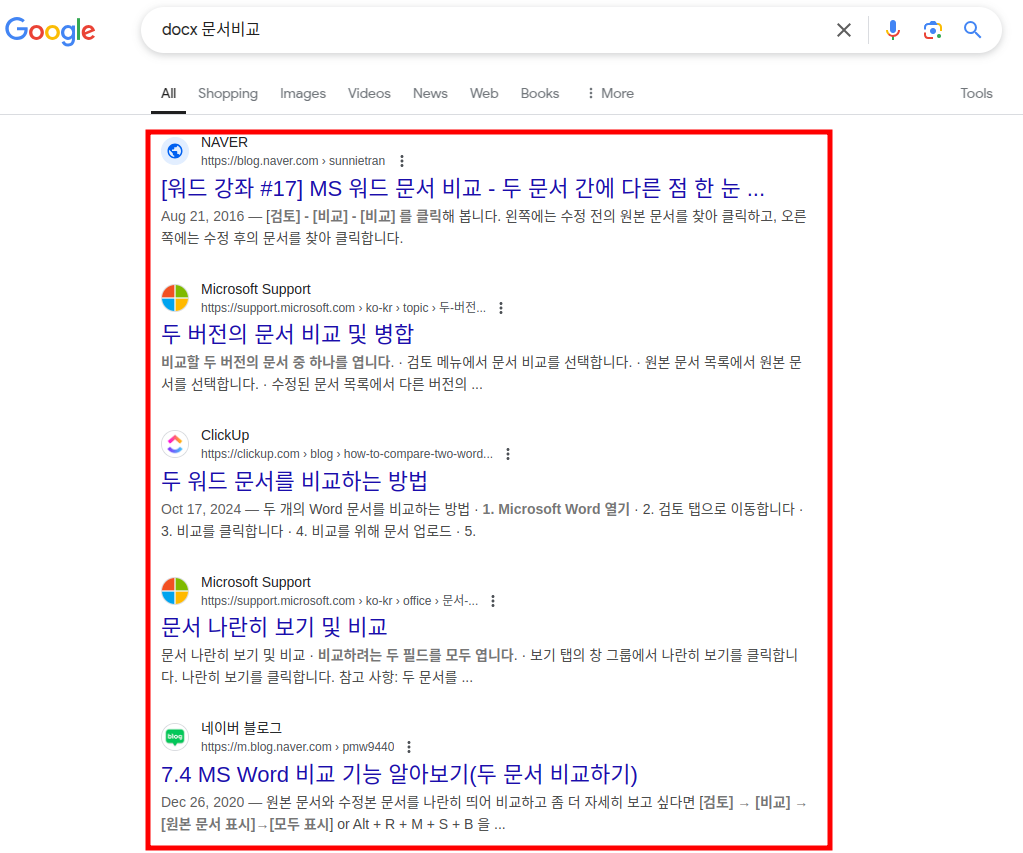 Google
docx 문서비교
All Shopping Images Videos News Web Books More Tools
NAVER
https://blog.naver.com › sunnietran
[워드 강좌 #17] MS 워드 문서 비교 - 두 문서 간에 다른 점 한 눈 ...
Aug 21, 2016 — [검토] - [비교] - [비교] 를 클릭해 봅니다. 왼쪽에는 수정 전의 원본 문서를 찾아 클릭하고, 오른
쪽에는 수정 후의 문서를 찾아 클릭합니다.
Microsoft Support
https://support.microsoft.com › ko-kr › topic › 두-버전...
두 버전의 문서 비교 및 병합
비교할 두 버전의 문서 중 하나를 엽니다. · 검토 메뉴에서 문서 비교를 선택합니다. · 원본 문서 목록에서 원본 문
서를 선택합니다. · 수정된 문서 목록에서 다른 버전의 ...
ClickUp
https://clickup.com › blog › how-to-compare-two-word...
두 워드 문서를 비교하는 방법
Oct 17, 2024 — 두 개의 Word 문서를 비교하는 방법 · 1. Microsoft Word 열기 · 2. 검토 탭으로 이동합니다 ·
3. 비교를 클릭합니다 · 4. 비교를 위해 문서 업로드 · 5.
Microsoft Support
https://support.microsoft.com › ko-kr › office › 문서-...
문서 나란히 보기 및 비교
문서 나란히 보기 및 비교 · 비교하려는 두 필드를 모두 엽니다. · 보기 탭의 창 그룹에서 나란히 보기를 클릭합니
다. 나란히 보기를 클릭합니다. 참고 사항: 두 문서를 ...
blog
네이버 블로그
https://m.blog.naver.com › pmw9440
7.4 MS Word 비교 기능 알아보기(두 문서 비교하기)
Dec 26, 2020 — 원본 문서와 수정본 문서를 나란히 띄어 비교하고 좀 더 자세히 보고 싶다면 [검토] → [비교] →
[원본 문서 표시]→[모두 표시] or Alt + R + M + S + B 을 ...